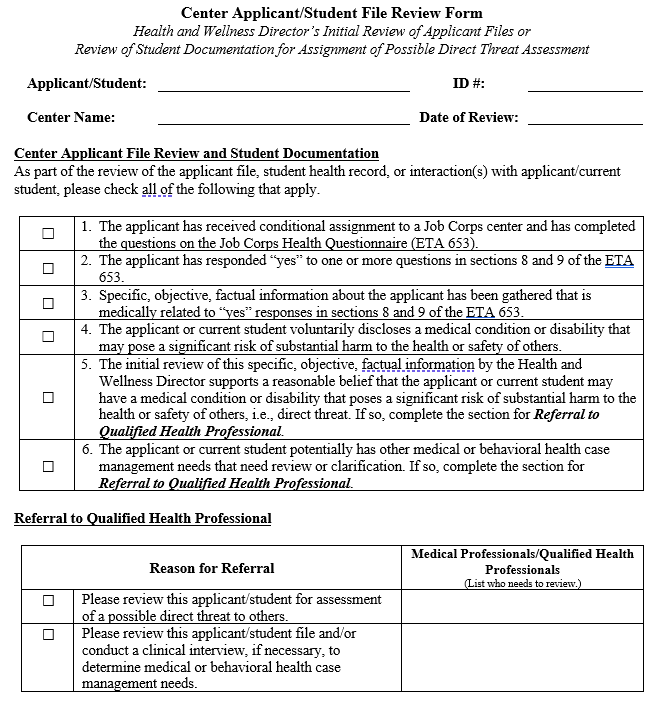 Center Applicant/Student File Review Form
Health and Wellness Director's Initial Review of Applicant Files or
Review of Student Documentation for Assignment of Possible Direct Threat Assessment
Applicant/Student:
ID #:
Center Name:
Date of Review:
Center Applicant File Review and Student Documentation
As part of the review of the applicant file, student health record, or interaction(s) with applicant/current
student, please check all of the following that apply.
1. The applicant has received conditional assignment to a Job Corps center and has completed
the questions on the Job Corps Health Questionnaire (ETA 653).
2. The applicant has responded “yes” to one or more questions in sections 8 and 9 of the ETA
653.
3. Specific, objective, factual information about the applicant has been gathered that is
medically related to “yes” responses in sections 8 and 9 of the ETA 653.
4. The applicant or current student voluntarily discloses a medical condition or disability that
may pose a significant risk of substantial harm to the health or safety of others.
5. The initial review of this specific, objective, factual information by the Health and
Wellness Director supports a reasonable belief that the applicant or current student may
have a medical condition or disability that poses a significant risk of substantial harm to the
health or safety of others, i.e., direct threat. If so, complete the section for Referral to
Qualified Health Professional.
6. The applicant or current student potentially has other medical or behavioral health case
management needs that need review or clarification. If so, complete the section for
Referral to Qualified Health Professional.
Referral to Qualified Health Professional
Reason for Referral
Medical Professionals/Qualified Health
Professionals
(List who needs to review.)
Please review this applicant/student for assessment
of a possible direct threat to others.
Please review this applicant/student file and/or
conduct a clinical interview, if necessary, to
determine medical or behavioral health case
management needs.